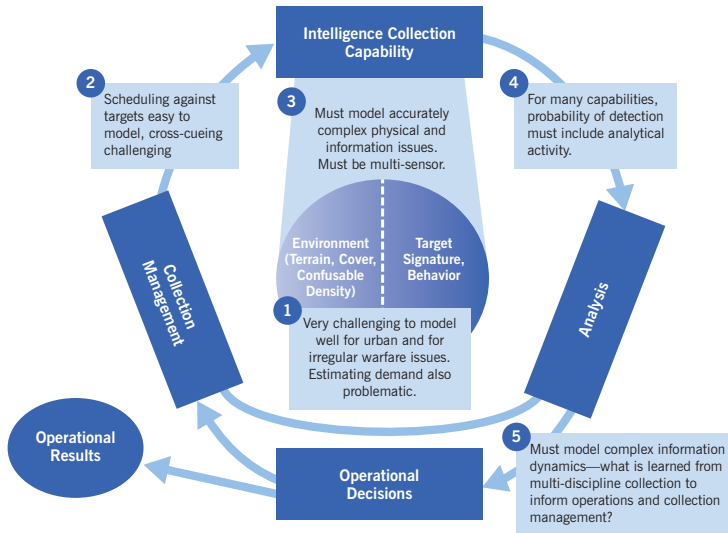 Intelligence Collection
Capability
2
Scheduling against
targets easy to
model, cross-cueing
challenging
3
Must model accurately
complex physical and
information issues.
Must be multi-sensor.
4
For many capabilities,
probability of detection
must include analytical
activity.
Environment
(Terrain, Cover,
Confusable
Density)
Target
Signature,
Behavior
1
Very challenging to model
well for urban and for
irregular warfare issues.
Estimating demand also
problematic.
Collection
Management
Analysis
Operational
Results
Operational
Decisions
5
Must model complex information
dynamics—what is learned from
multi-discipline collection to
inform operations and collection
management?